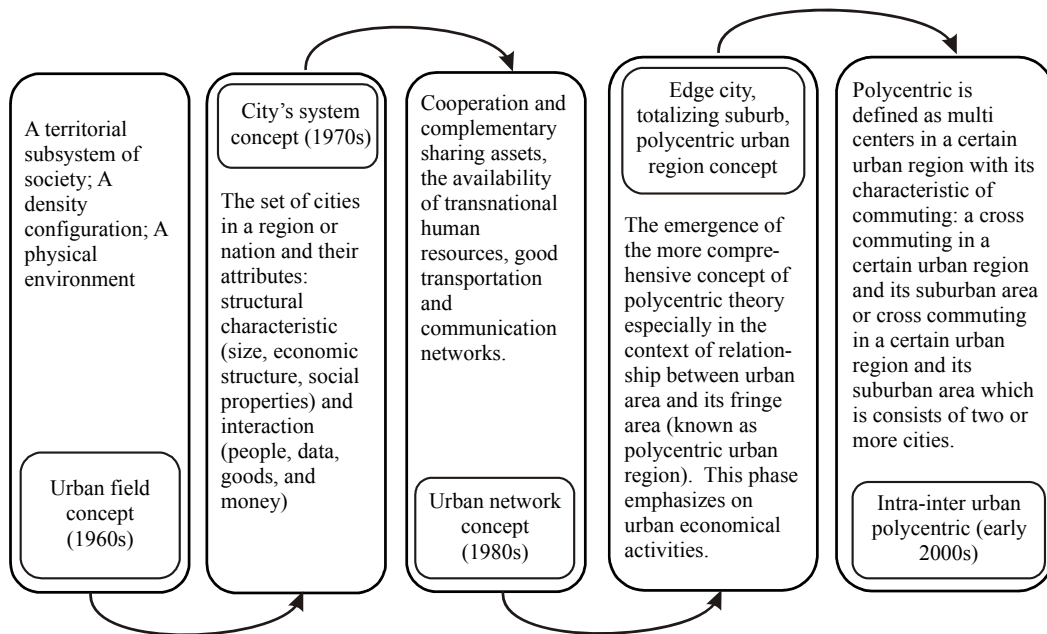 A territorial
subsystem of
society; A
density
configuration; A
physical
environment
Urban field
concept
(1960s)
City’s system
concept (1970s)
The set of cities
in a region or
nation and their
attributes:
structural
characteristic
(size, economic
structure, social
properties) and
interaction
(people, data,
goods, and
money)
Cooperation and
complementary
sharing assets,
the availability
of transnational
human
resources, good
transportation
and
communication
networks.
Urban network
concept
(1980s)
Edge city,
totalizing suburb,
polycentric urban
region concept
The emergence
of the more compre-
hensive concept of
polycentric theory
especially in the
context of relation-
ship between urban
area and its fringe
area (known as
polycentric urban
region).  This phase
emphasizes on
urban economical
activities.
Polycentric is
defined as multi
centers in a certain
urban region with its
characteristic of
commuting: a cross
commuting in a
certain urban region
and its suburban area
or cross commuting
in a certain urban
region and its
suburban area which
is consists of two or
more cities.
Intra-inter urban
polycentric (early
2000s)